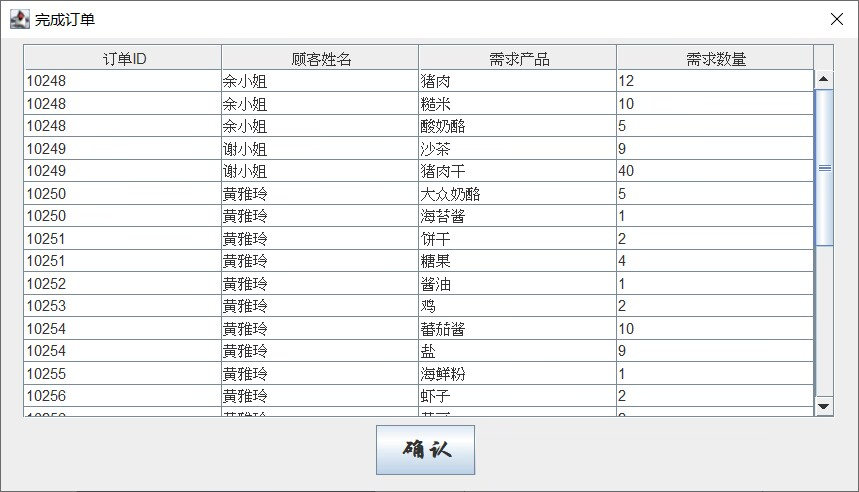 完成订单
订单ID 顾客姓名 需求产品 需求数量
10248 余小姐 猪肉 12
10248 余小姐 糙米 10
10248 余小姐 酸奶酪 5
10249 谢小姐 沙茶 9
10249 谢小姐 猪肉干 40
10250 黄雅玲 大众奶酪 5
10250 黄雅玲 海苔酱 1
10251 黄雅玲 饼干 2
10251 黄雅玲 糖果 4
10252 黄雅玲 酱油 1
10253 黄雅玲 鸡 2
10254 黄雅玲 蕃茄酱 10
10254 黄雅玲 盐 9
10255 黄雅玲 海鲜粉 1
10256 黄雅玲 虾子 2
确认